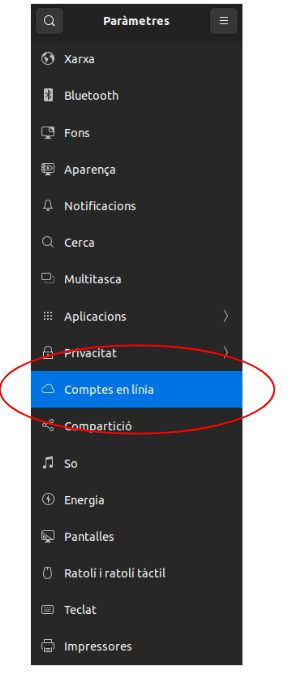 Paràmetres
Xarxa
Bluetooth
Fons
Aparença
Notificacions
Cerca
Multitasca
Aplicacions
Privacitat
Comptes en línia
Compartició
So
Energia
Pantalles
Ratolí i ratolí tàctil
Teclat
Impressores